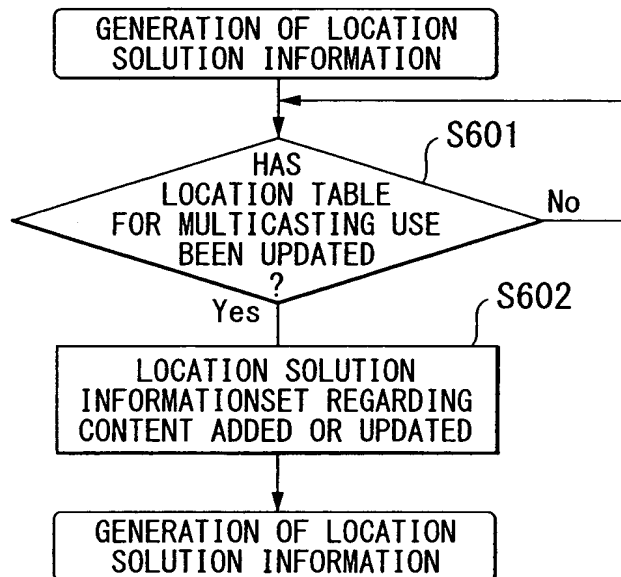 GENERATION OF LOCATION
SOLUTION INFORMATION
S601
HAS
LOCATION TABLE
FOR MULTICASTING USE
BEEN UPDATED
?
No
Yes
S602
LOCATION SOLUTION
INFORMATIONSET REGARDING
CONTENT ADDED OR UPDATED
GENERATION OF LOCATION
SOLUTION INFORMATION